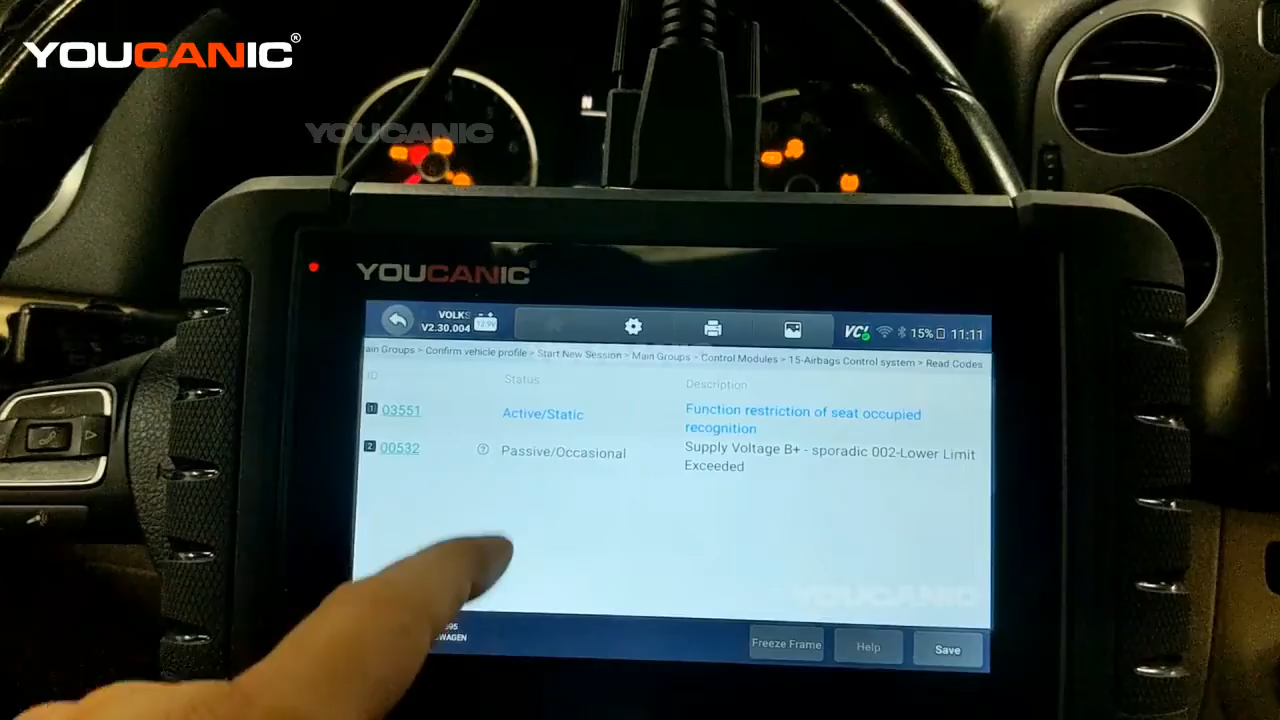 YOUCANIC®
YOUCANIC
YOUCANIC
VOLKS
V2.30.004
12.9V
VCI
15%
11:11
ain Groups > Confirm vehicle profile > Start New Session > Main Groups > Control Modules > 15-Airbags Control system > Read Codes
ID Status Description
1 03551 Active/Static Function restriction of seat occupied
recognition
2 00532 Passive/Occasional Supply Voltage B+ - sporadic 002-Lower Limit
Exceeded
YOUCANIC
WAGEN
Freeze Frame Help Save